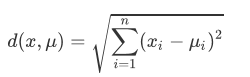 d(x, μ) = √(∑_{i=1}^{n} (x_i − μ_i)²)